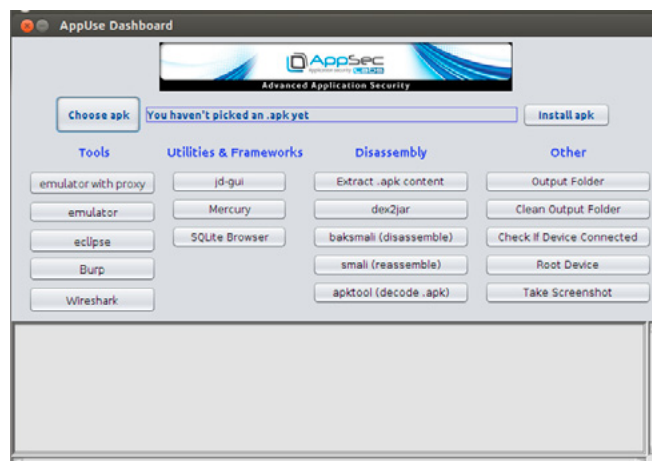 AppUse Dashboard
AppSec
LABS
Advanced Application Security
Choose apk You haven't picked an .apk yet Install apk
Tools Utilities & Frameworks Disassembly Other
emulator with proxy jd-gui Extract .apk content Output Folder
emulator Mercury dex2jar Clean Output Folder
eclipse SQLite Browser baksmali (disassemble) Check If Device Connected
Burp smali (reassemble) Root Device
Wireshark apktool (decode .apk) Take Screenshot